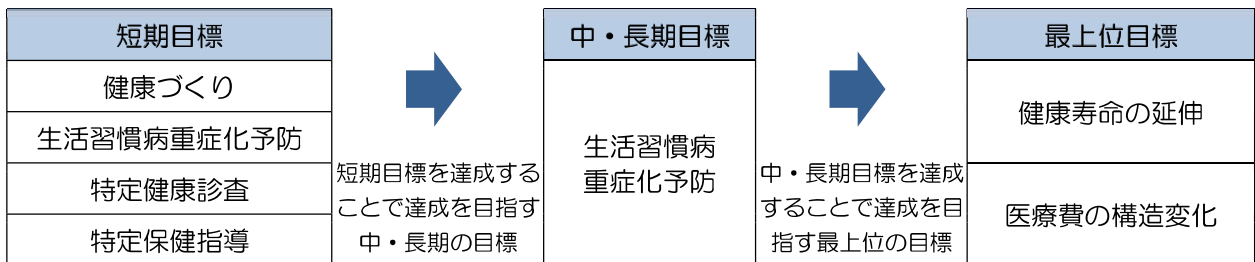 短期目標
健康づくり
生活習慣病重症化予防
特定健康診査
特定保健指導
短期目標を達成する
ことで達成を目指す
中・長期の目標
中・長期目標
生活習慣病
重症化予防
中・長期目標を達成
することで達成を目
指す最上位の目標
最上位目標
健康寿命の延伸
医療費の構造変化